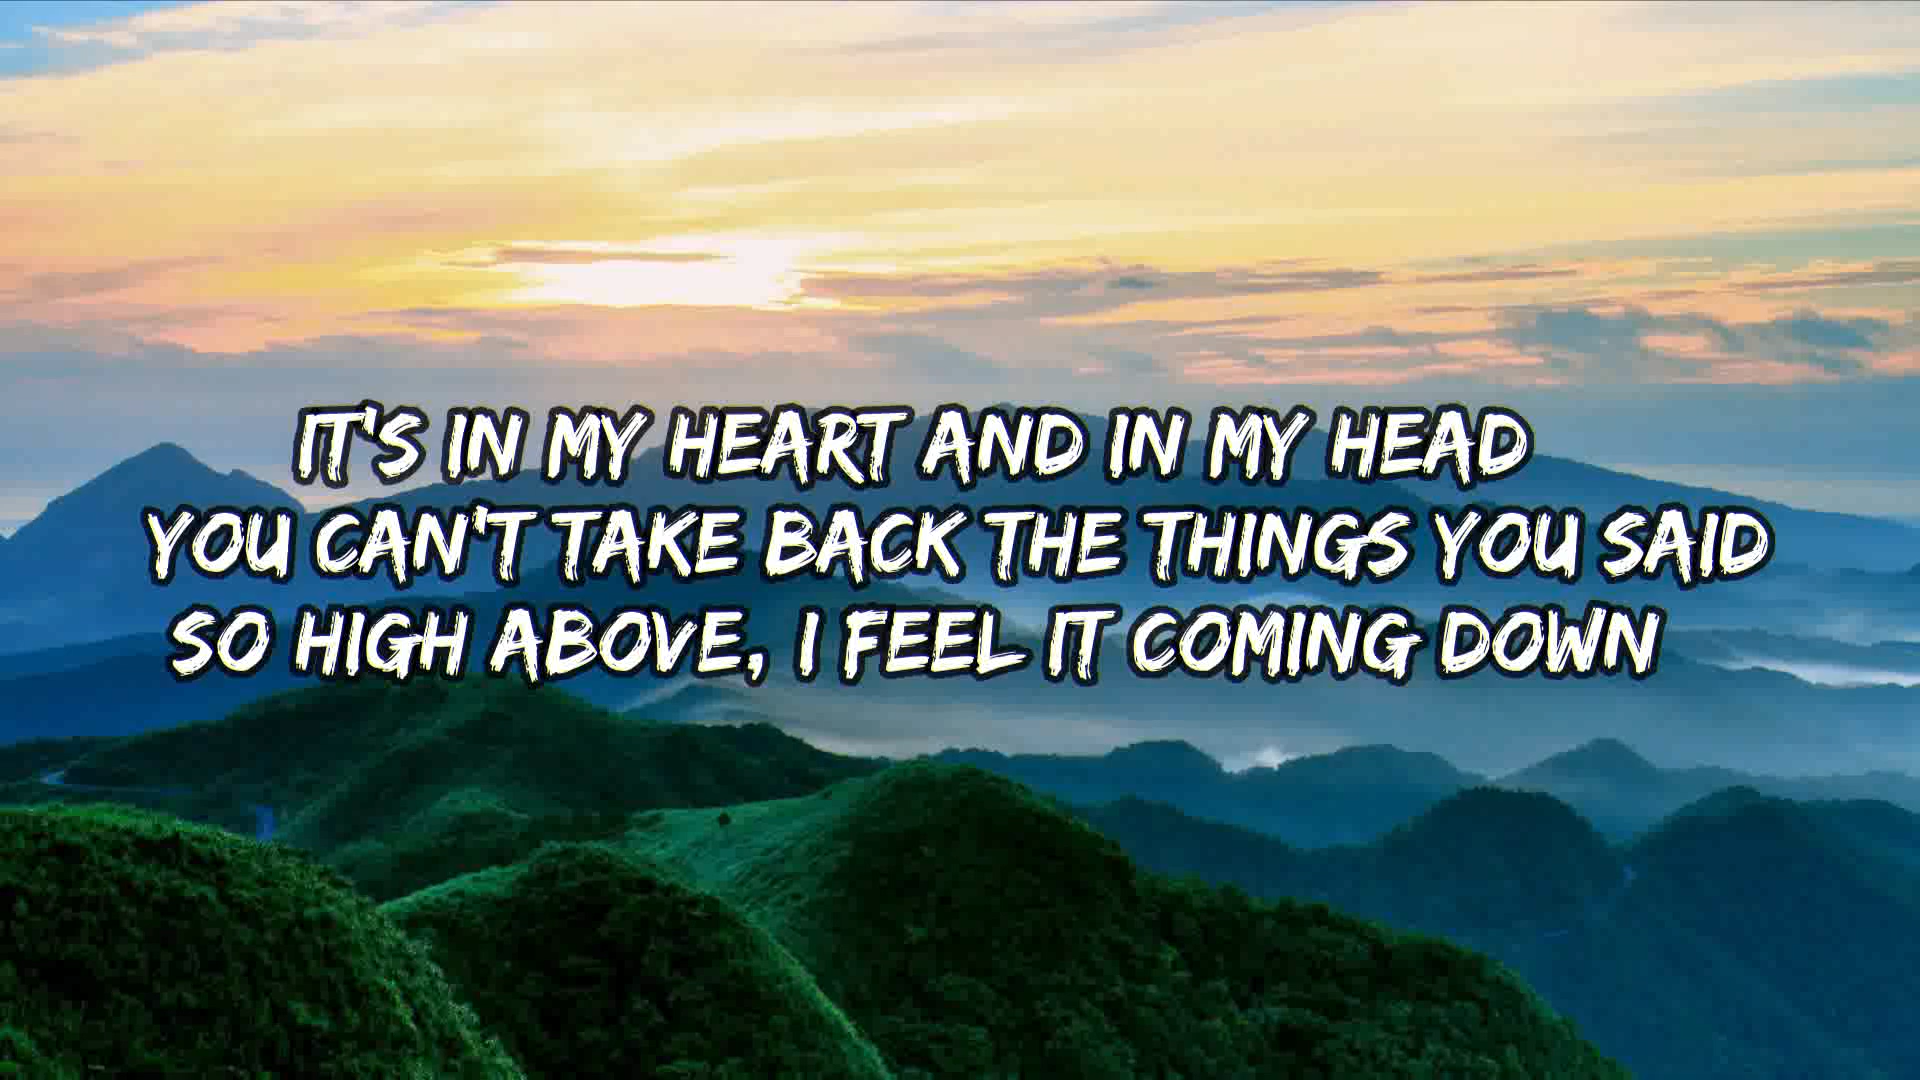 IT'S IN MY HEART AND IN MY HEAD
YOU CAN'T TAKE BACK THE THINGS YOU SAID
SO HIGH ABOVE, I FEEL IT COMING DOWN